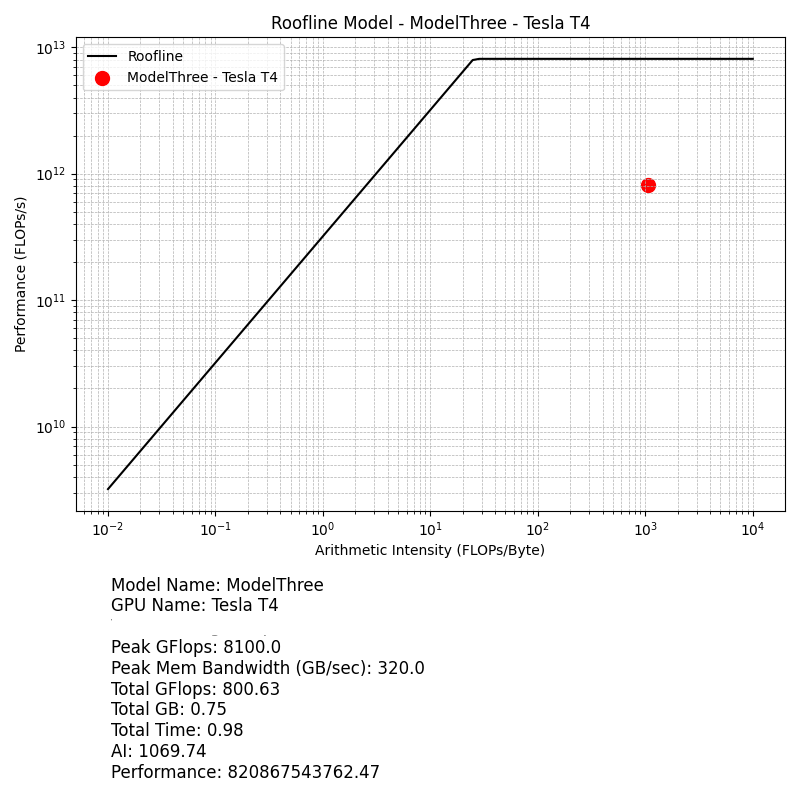 Roofline Model - ModelThree - Tesla T4
Roofline
ModelThree - Tesla T4
10^13
10^12
10^11
10^10
Performance (FLOPs/s)
10^-2 10^-1 10^0 10^1 10^2 10^3 10^4
Arithmetic Intensity (FLOPs/Byte)
Model Name: ModelThree
GPU Name: Tesla T4
Peak GFlops: 8100.0
Peak Mem Bandwidth (GB/sec): 320.0
Total GFlops: 800.63
Total GB: 0.75
Total Time: 0.98
AI: 1069.74
Performance: 820867543762.47